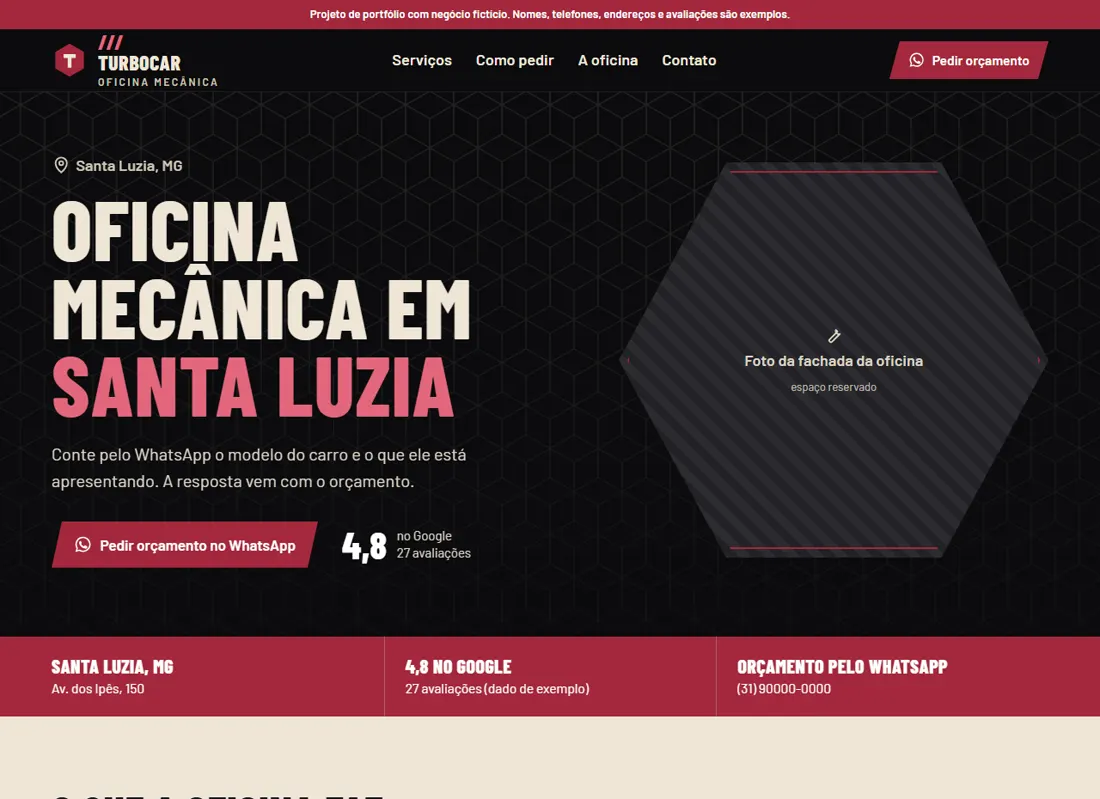 Projeto de portfólio com negócio fictício. Nomes, telefones, endereços e avaliações são exemplos.
T
TURBOCAR
OFICINA MECÂNICA
Serviços
Como pedir
A oficina
Contato
Pedir orçamento
Santa Luzia, MG
OFICINA
MECÂNICA EM
SANTA LUZIA
Conte pelo WhatsApp o modelo do carro e o que ele está
apresentando. A resposta vem com o orçamento.
Pedir orçamento no WhatsApp
4,8
no Google
27 avaliações
Foto da fachada da oficina
espaço reservado
SANTA LUZIA, MG
Av. dos Ipês, 150
4,8 NO GOOGLE
27 avaliações (dado de exemplo)
ORÇAMENTO PELO WHATSAPP
(31) 90000-0000
O QUE A OFICINA FAZ